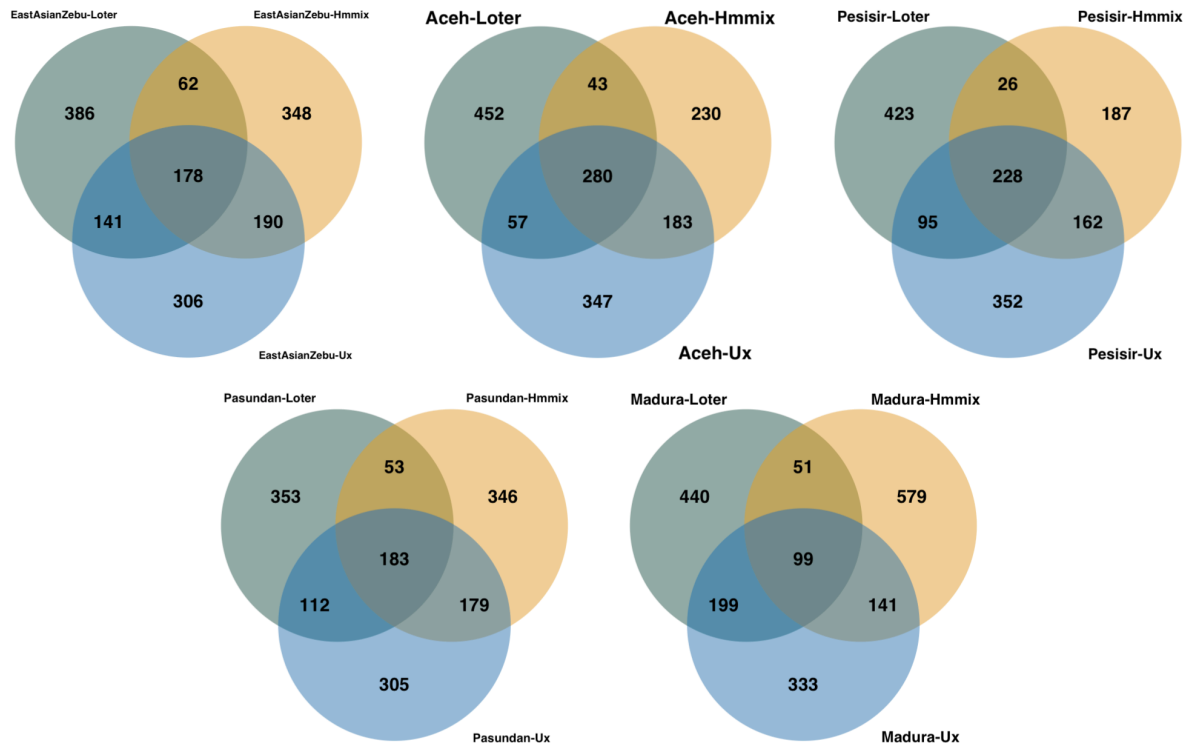 EastAsianZebu-Loter
EastAsianZebu-Hmmix
62
386
348
178
141
190
306
EastAsianZebu-Ux
Aceh-Loter
Aceh-Hmmix
43
452
230
280
57
183
347
Aceh-Ux
Pesisir-Loter
Pesisir-Hmmix
26
423
187
228
95
162
352
Pesisir-Ux
Pasundan-Loter
Pasundan-Hmmix
53
353
346
183
112
179
305
Pasundan-Ux
Madura-Loter
Madura-Hmmix
51
440
579
99
199
141
333
Madura-Ux